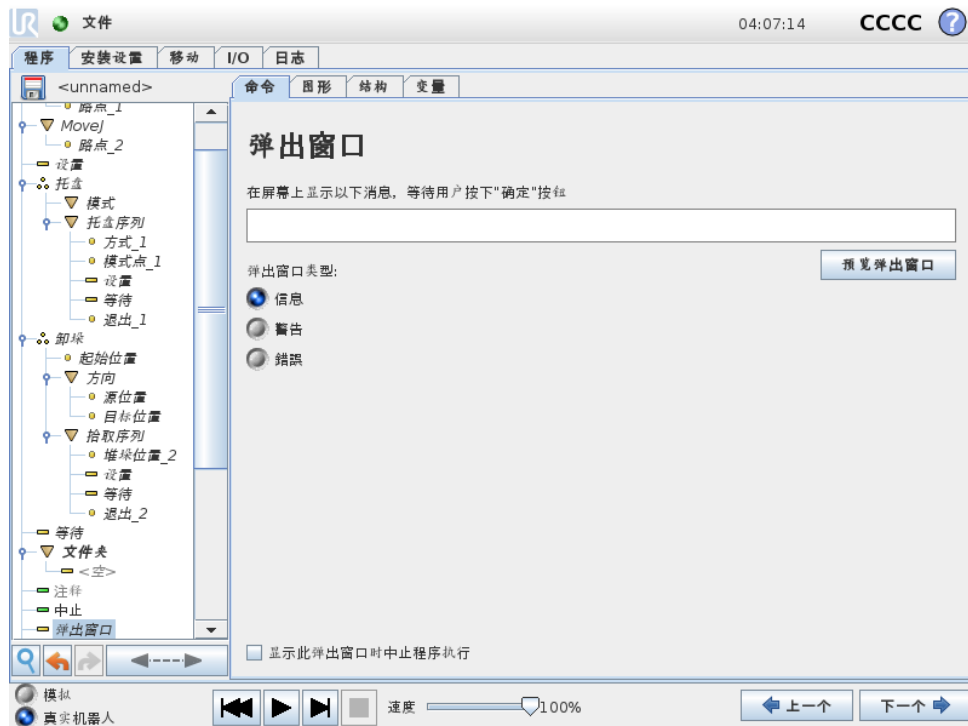 UR 文件 04:07:14 CCCC ?
程序 安装设置 移动 I/O 日志
<unnamed>
命令 图形 结构 变量
路点_1
MoveJ
路点_2
设置
托盘
模式
托盘序列
方式_1
模式点_1
设置
等待
退出_1
卸垛
起始位置
方向
源位置
目标位置
拾取序列
堆垛位置_2
设置
等待
退出_2
等待
文件夹
<空>
注释
中止
弹出窗口
弹出窗口
在屏幕上显示以下消息，等待用户按下"确定"按钮
预览弹出窗口
弹出窗口类型:
信息
警告
錯誤
显示此弹出窗口时中止程序执行
模拟
真实机器人
速度 100%
上一个 下一个